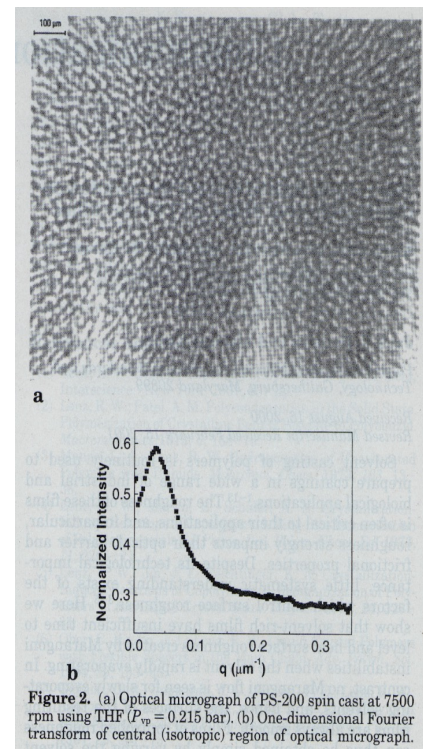 100 μm
a
Normalized Intensity
0.6
0.5
0.4
0.3
0.0
0.1
0.2
0.3
q (μm⁻¹)
b
Figure 2. (a) Optical micrograph of PS-200 spin cast at 7500
rpm using THF (Pvp = 0.215 bar). (b) One-dimensional Fourier
transform of central (isotropic) region of optical micrograph.